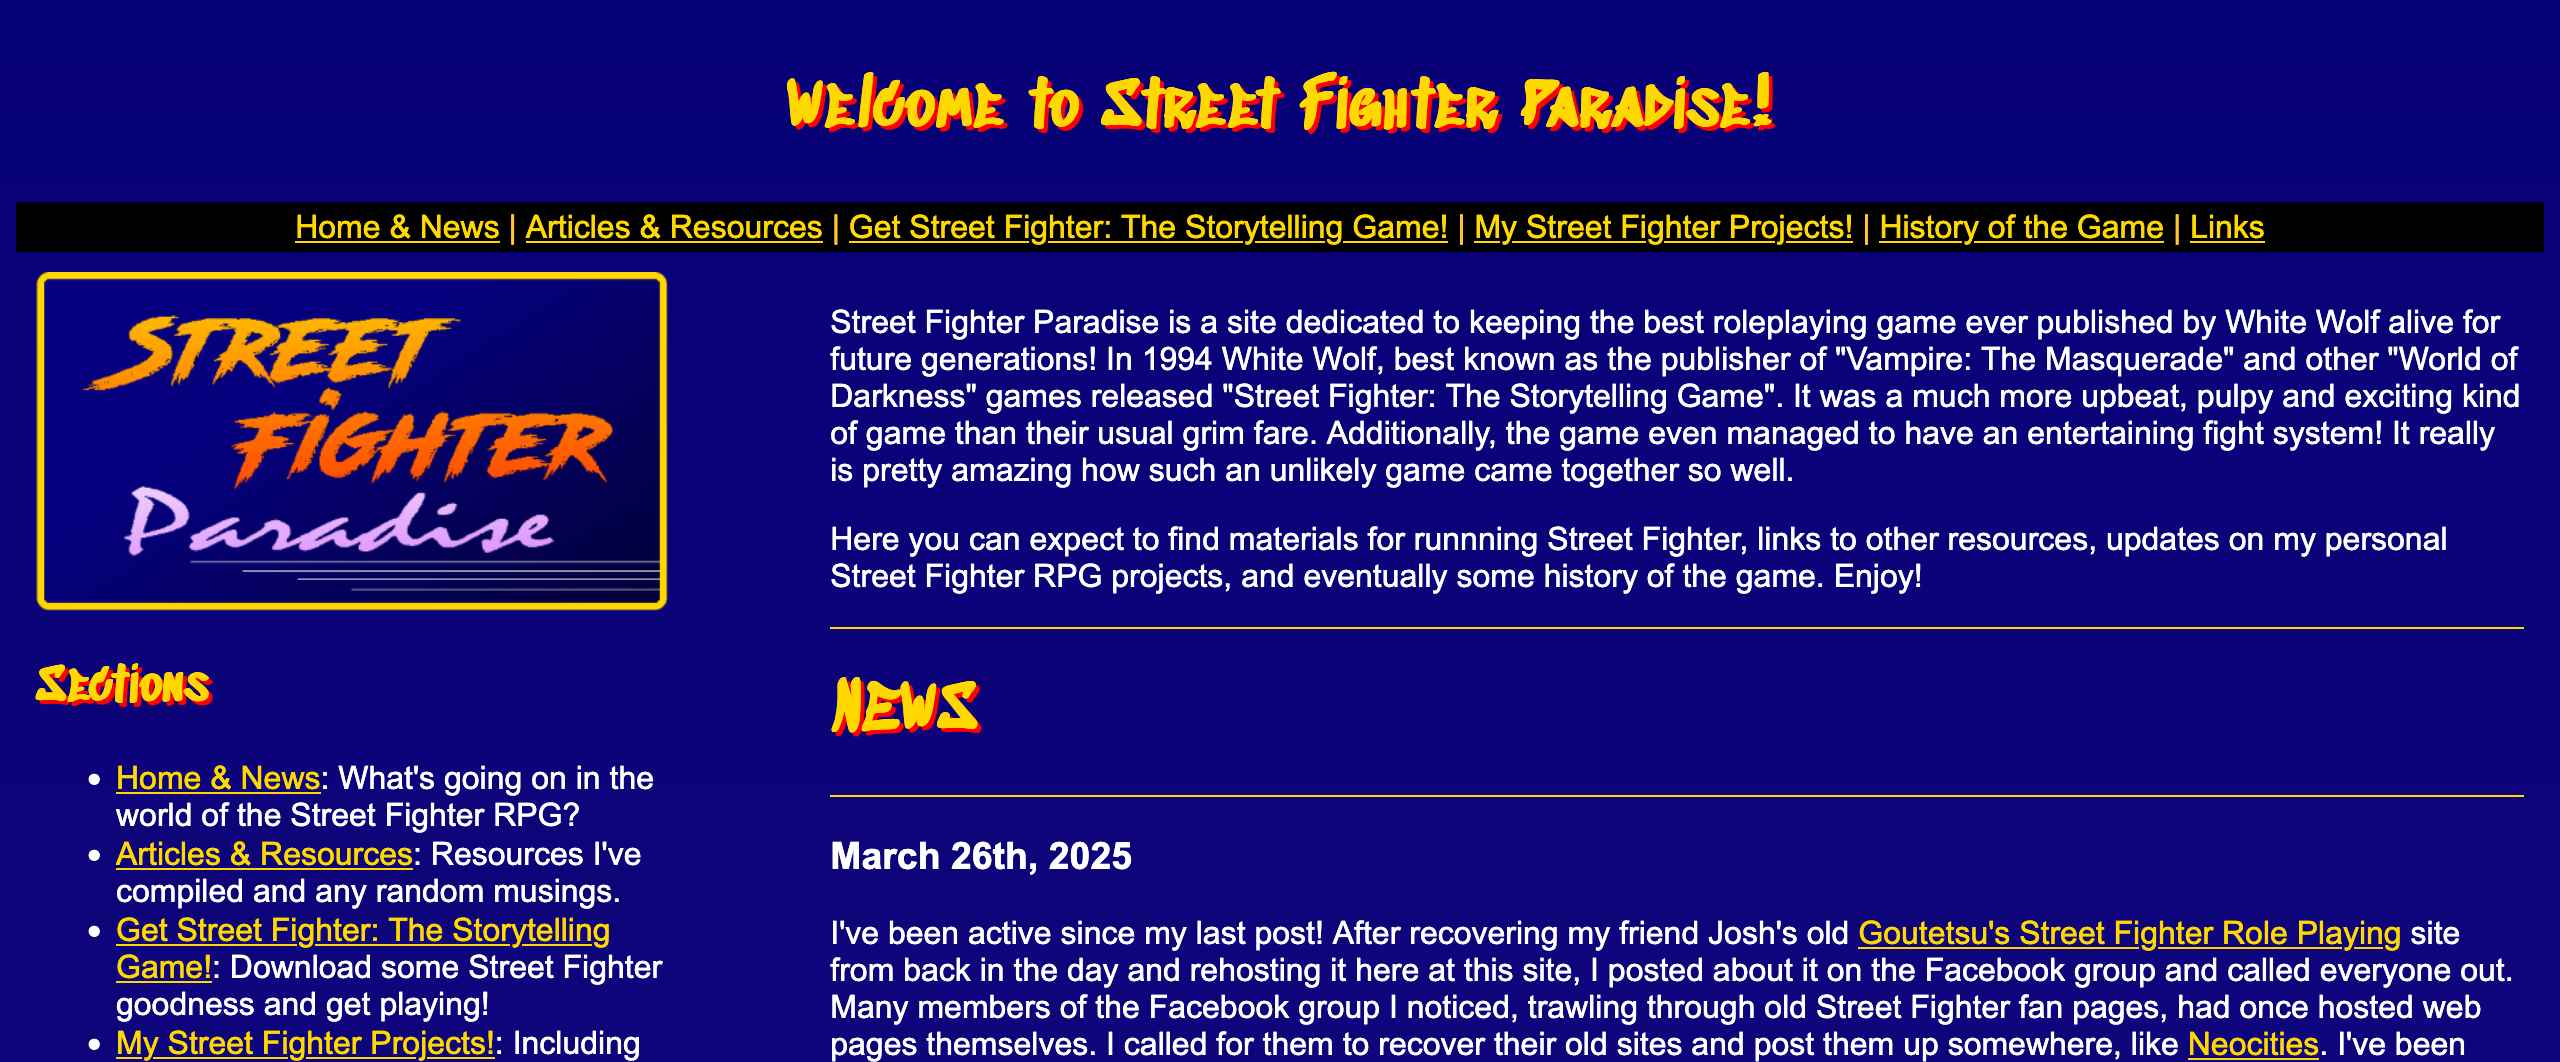 Welcome to Street Fighter Paradise!
Home & News | Articles & Resources | Get Street Fighter: The Storytelling Game! | My Street Fighter Projects! | History of the Game | Links
STREET
FIGHTER
Paradise
Sections
• Home & News: What's going on in the
world of the Street Fighter RPG?
• Articles & Resources: Resources I've
compiled and any random musings.
• Get Street Fighter: The Storytelling
Game!: Download some Street Fighter
goodness and get playing!
• My Street Fighter Projects!: Including
Street Fighter Paradise is a site dedicated to keeping the best roleplaying game ever published by White Wolf alive for
future generations! In 1994 White Wolf, best known as the publisher of "Vampire: The Masquerade" and other "World of
Darkness" games released "Street Fighter: The Storytelling Game". It was a much more upbeat, pulpy and exciting kind
of game than their usual grim fare. Additionally, the game even managed to have an entertaining fight system! It really
is pretty amazing how such an unlikely game came together so well.
Here you can expect to find materials for runnning Street Fighter, links to other resources, updates on my personal
Street Fighter RPG projects, and eventually some history of the game. Enjoy!
NEWS
March 26th, 2025
I've been active since my last post! After recovering my friend Josh's old Goutetsu's Street Fighter Role Playing site
from back in the day and rehosting it here at this site, I posted about it on the Facebook group and called everyone out.
Many members of the Facebook group I noticed, trawling through old Street Fighter fan pages, had once hosted web
pages themselves. I called for them to recover their old sites and post them up somewhere, like Neocities. I've been